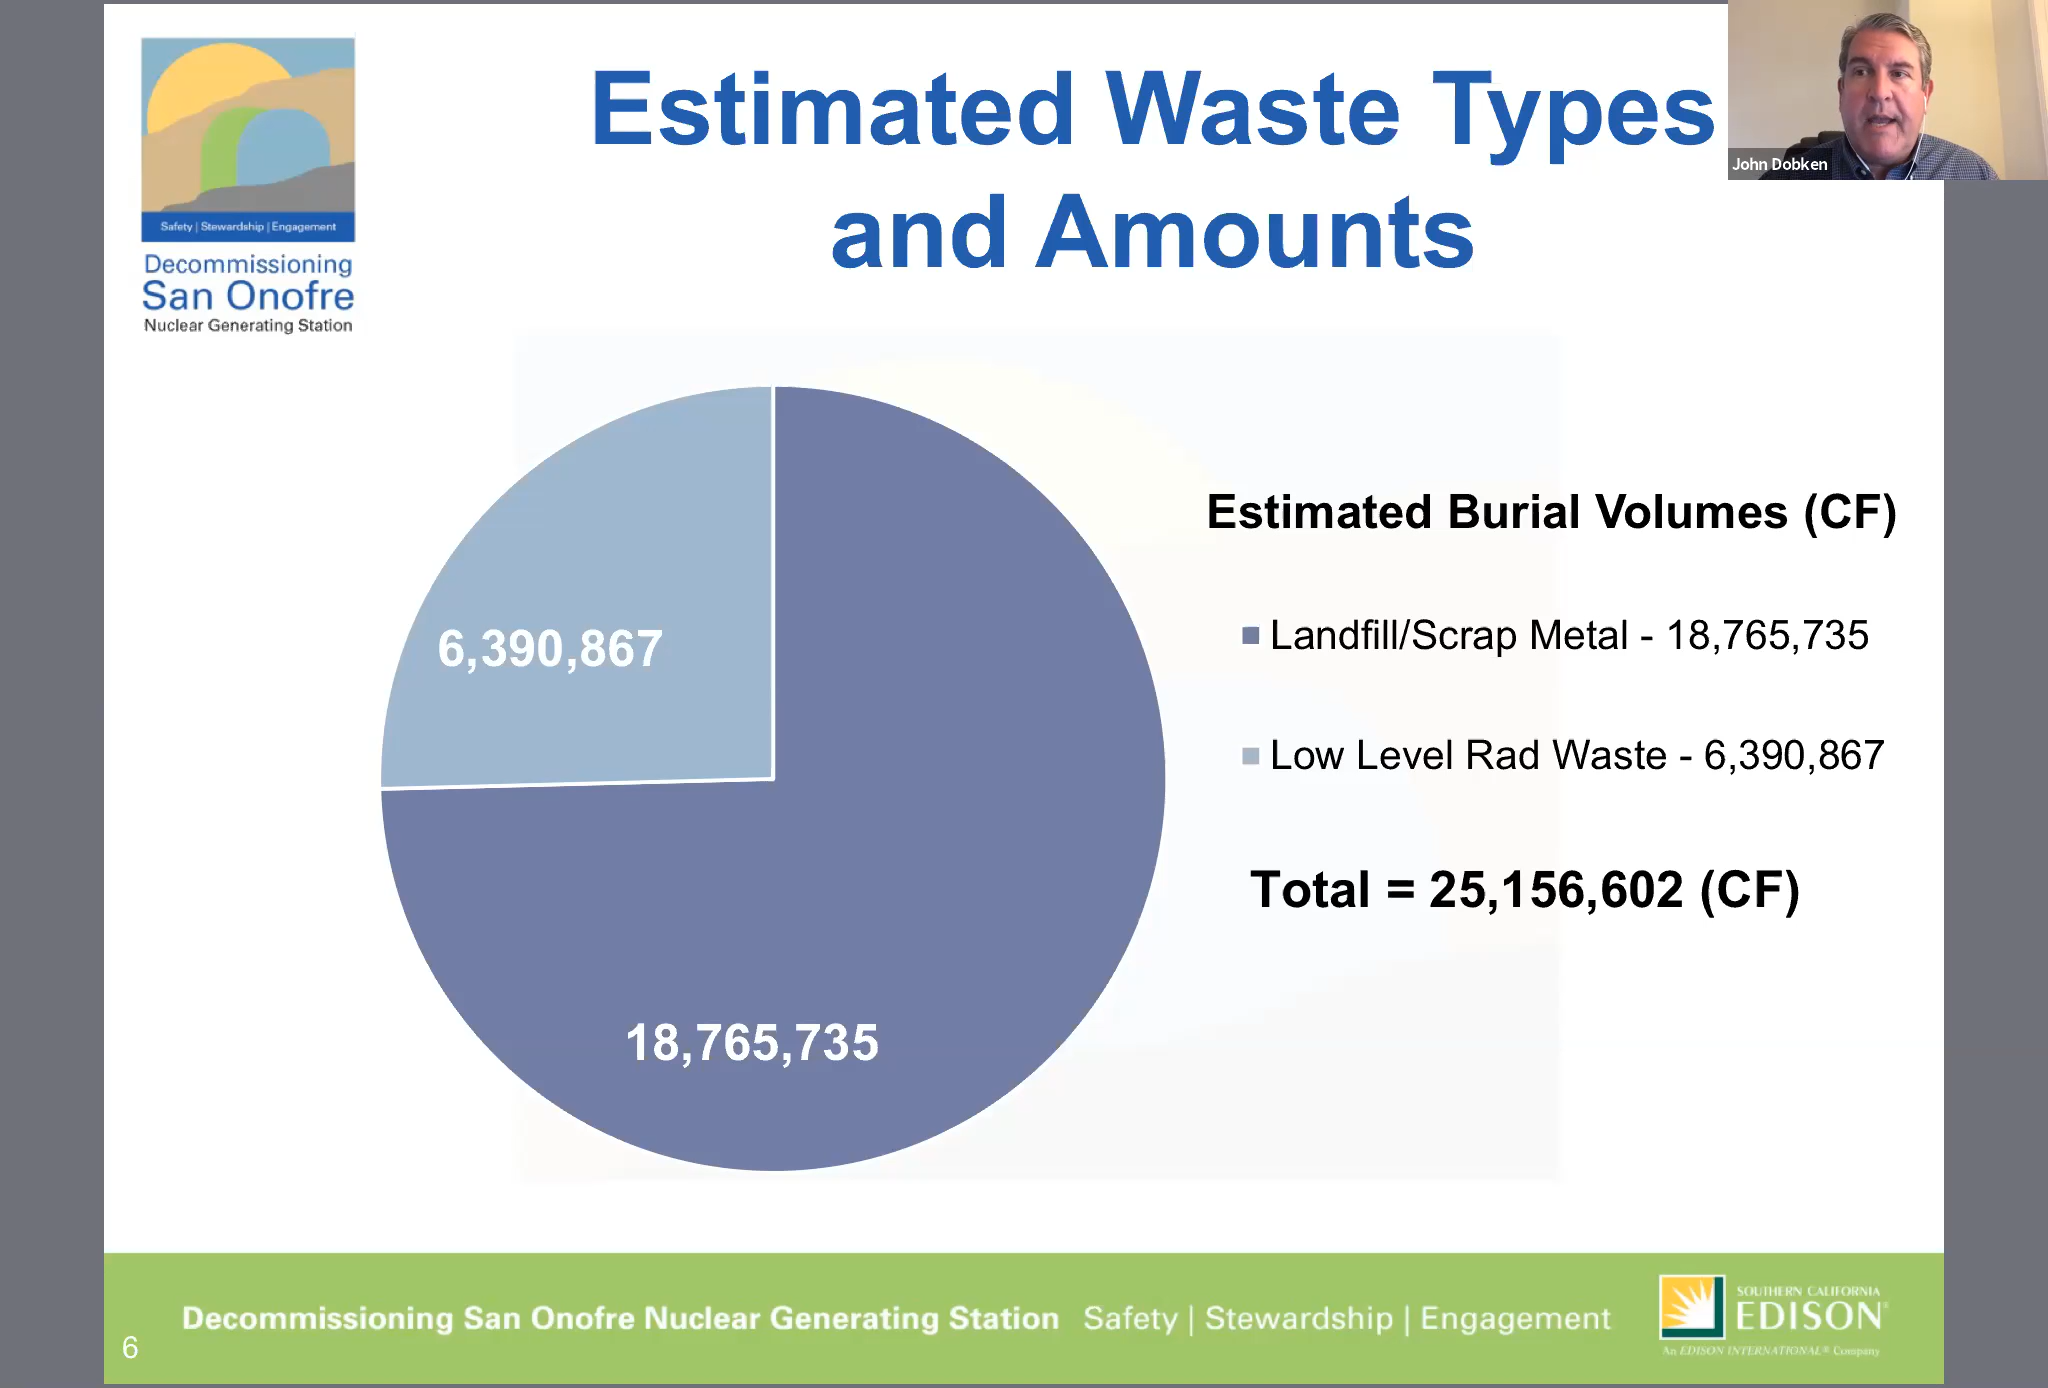 Estimated Waste Types
and Amounts
John Dobken
Safety | Stewardship | Engagement
Decommissioning
San Onofre
Nuclear Generating Station
6,390,867
18,765,735
Estimated Burial Volumes (CF)
Landfill/Scrap Metal - 18,765,735
Low Level Rad Waste - 6,390,867
Total = 25,156,602 (CF)
Decommissioning San Onofre Nuclear Generating Station Safety | Stewardship | Engagement
SOUTHERN CALIFORNIA
EDISON®
An EDISON INTERNATIONAL® Company
6